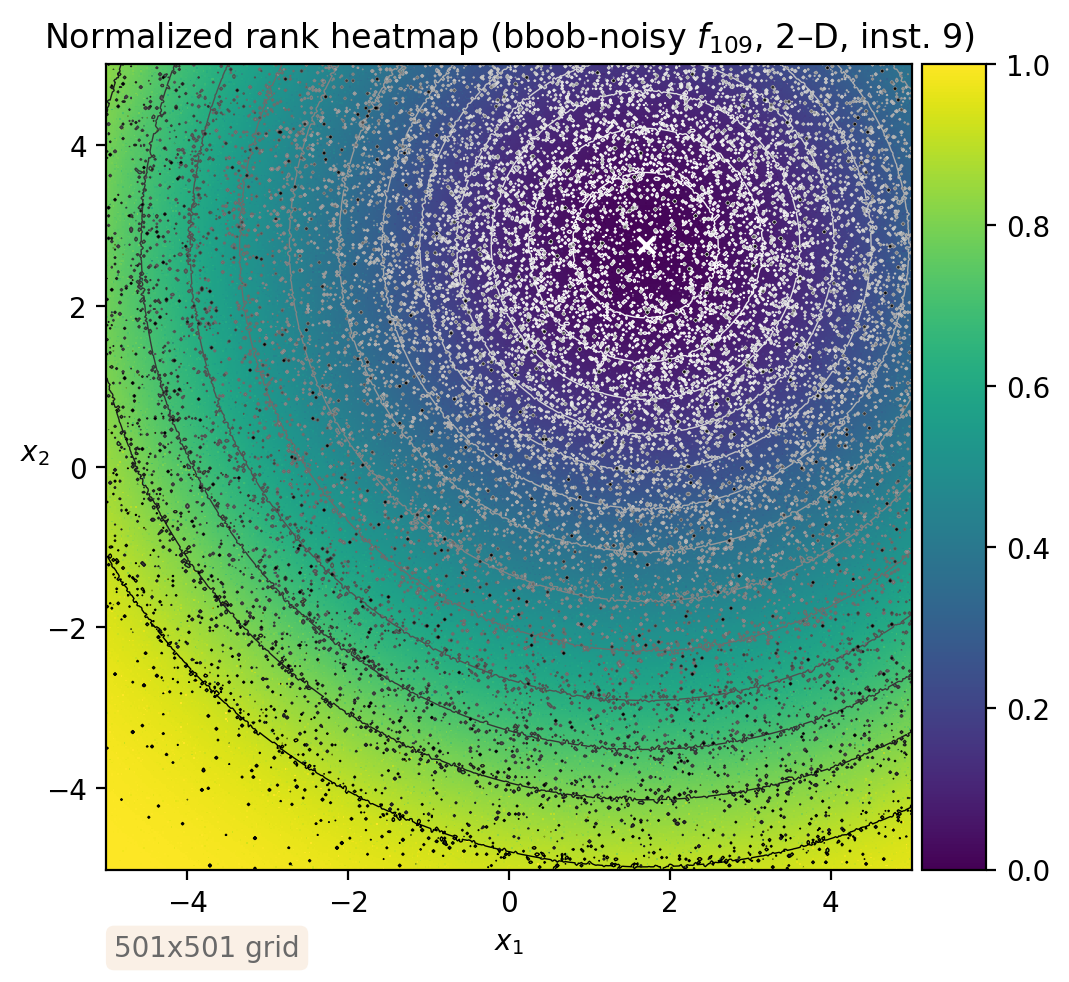 Normalized rank heatmap (bbob-noisy f₁₀₉, 2–D, inst. 9)
1.0
0.8
0.6
0.4
0.2
0.0
4
2
0
−2
−4
x₂
−4 −2 0 2 4
x₁
501x501 grid